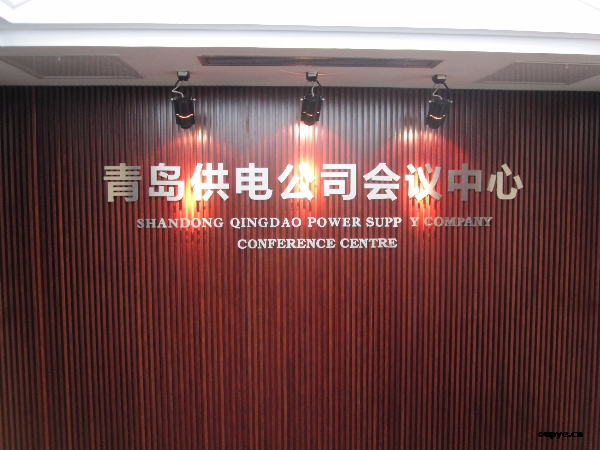 青岛供电公司会议中心
SHANDONG QINGDAO POWER SUPP Y COMPANY
CONFERENCE CENTRE